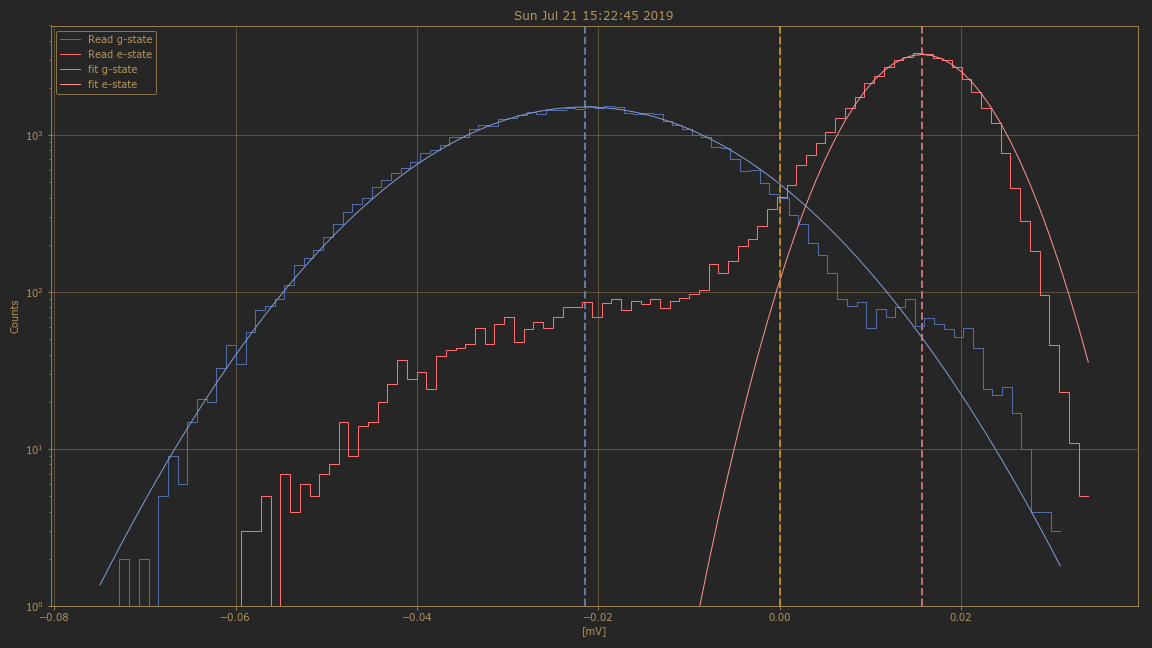 Sun Jul 21 15:22:45 2019
Read g-state
Read e-state
fit g-state
fit e-state
Counts
10³
10²
10¹
10⁰
−0.08 −0.06 −0.04 −0.02 0.00 0.02
[mV]